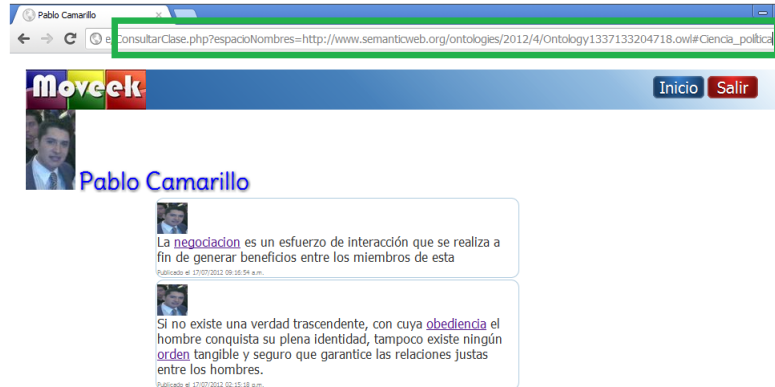 Pablo Camarillo
ConsultarClase.php?espacioNombres=http://www.semanticweb.org/ontologies/2012/4/Ontology1337133204718.owl#Ciencia_política
Moveek
Inicio Salir
Pablo Camarillo
La negociacion es un esfuerzo de interacción que se realiza a
fin de generar beneficios entre los miembros de esta
Publicado el 17/07/2012 09:16:54 a.m.
Si no existe una verdad trascendente, con cuya obediencia el
hombre conquista su plena identidad, tampoco existe ningún
orden tangible y seguro que garantice las relaciones justas
entre los hombres.
Publicado el 17/07/2012 02:15:18 p.m.